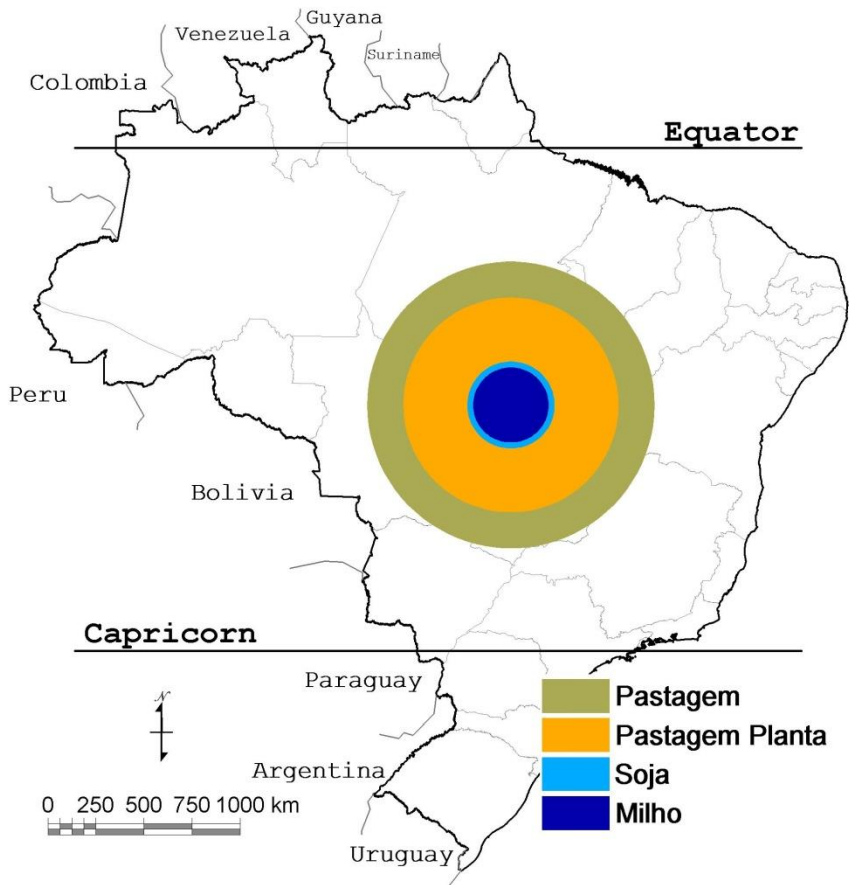 Guyana
Venezuela
Suriname
Colombia
Equator
Peru
Bolivia
Capricorn
Paraguay
N
Pastagem
Pastagem Planta
Soja
Milho
Argentina
0 250 500 750 1000 km
Uruguay